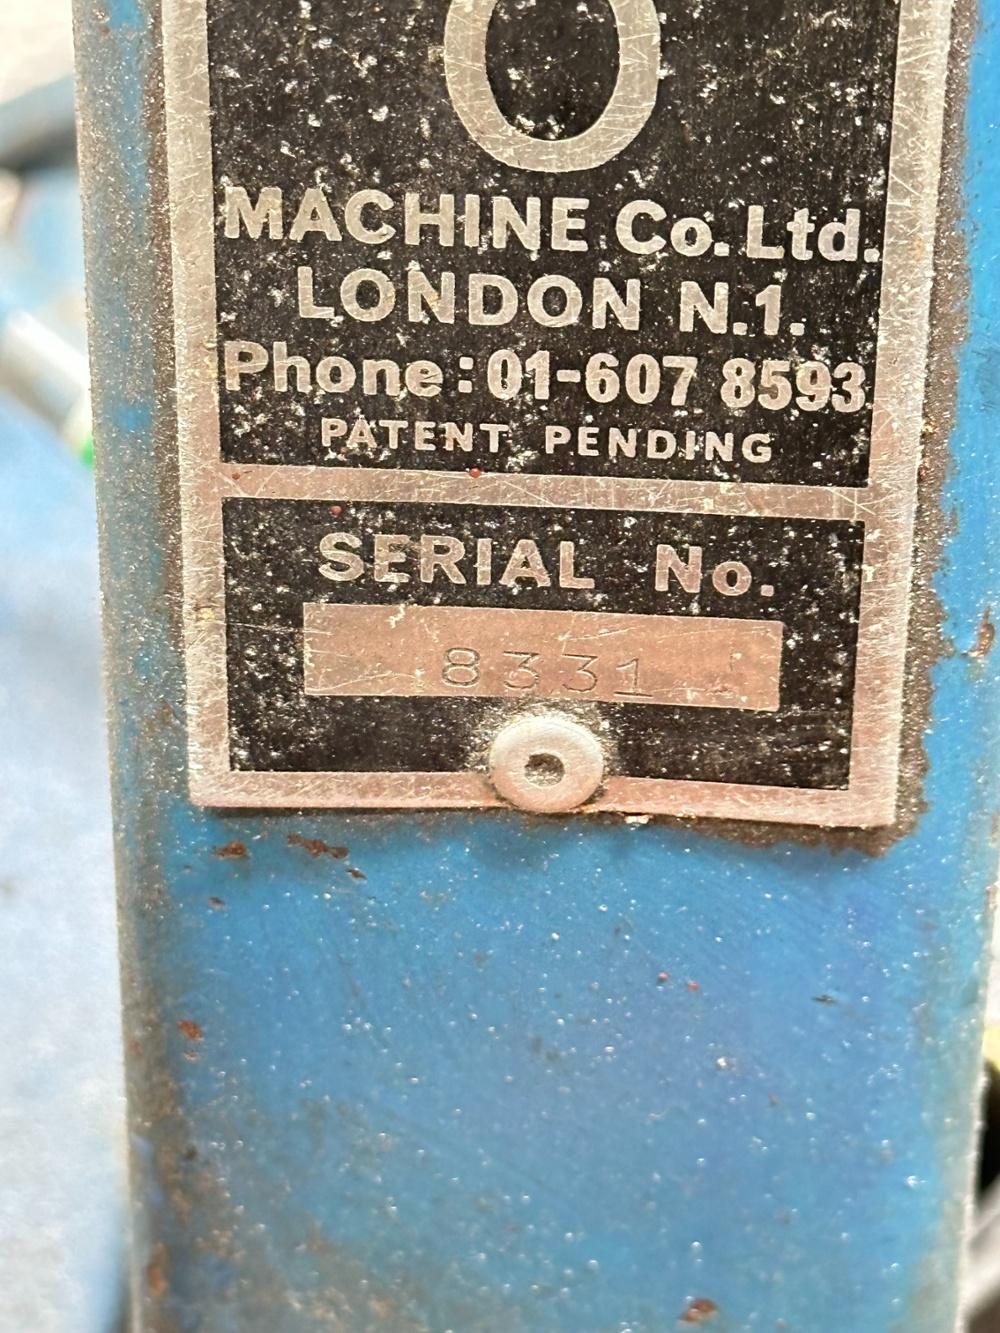 O
MACHINE Co. Ltd.
LONDON N.1.
Phone: 01-607 8593
PATENT PENDING
SERIAL No.
8331